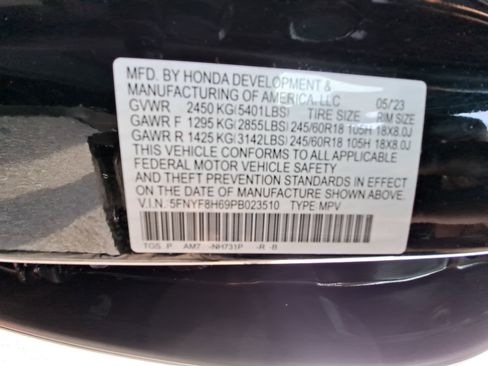 MFD. BY HONDA DEVELOPMENT &
MANUFACTURING OF AMERICA, LLC 05/23
GVWR 2450 KG(5401LBS) TIRE SIZE RIM SIZE
GAWR F 1295 KG(2855LBS) 245/60R18 105H 18X8.0J
GAWR R 1425 KG(3142LBS) 245/60R18 105H 18X8.0J
THIS VEHICLE CONFORMS TO ALL APPLICABLE
FEDERAL MOTOR VEHICLE SAFETY
AND THEFT PREVENTION STANDARDS IN EFFECT
ON THE DATE OF MANUFACTURE SHOWN ABOVE.
V.I.N. 5FNYF8H69PB023510 TYPE MPV
TGS P AM7 -NH731P -R -B